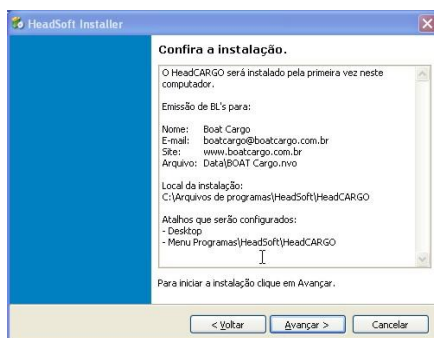 HeadSoft Installer
Confira a instalação.
O HeadCARGO será instalado pela primeira vez neste
computador.
Emissão de BL's para:
Nome: Boat Cargo
E-mail: boatcargo@boatcargo.com.br
Site: www.boatcargo.com.br
Arquivo: Data\BOAT Cargo.nvo
Local da instalação:
C:\Arquivos de programas\HeadSoft\HeadCARGO
Atalhos que serão configurados:
- Desktop
- Menu Programas\HeadSoft\HeadCARGO
Para iniciar a instalação clique em Avançar.
< Voltar Avançar > Cancelar